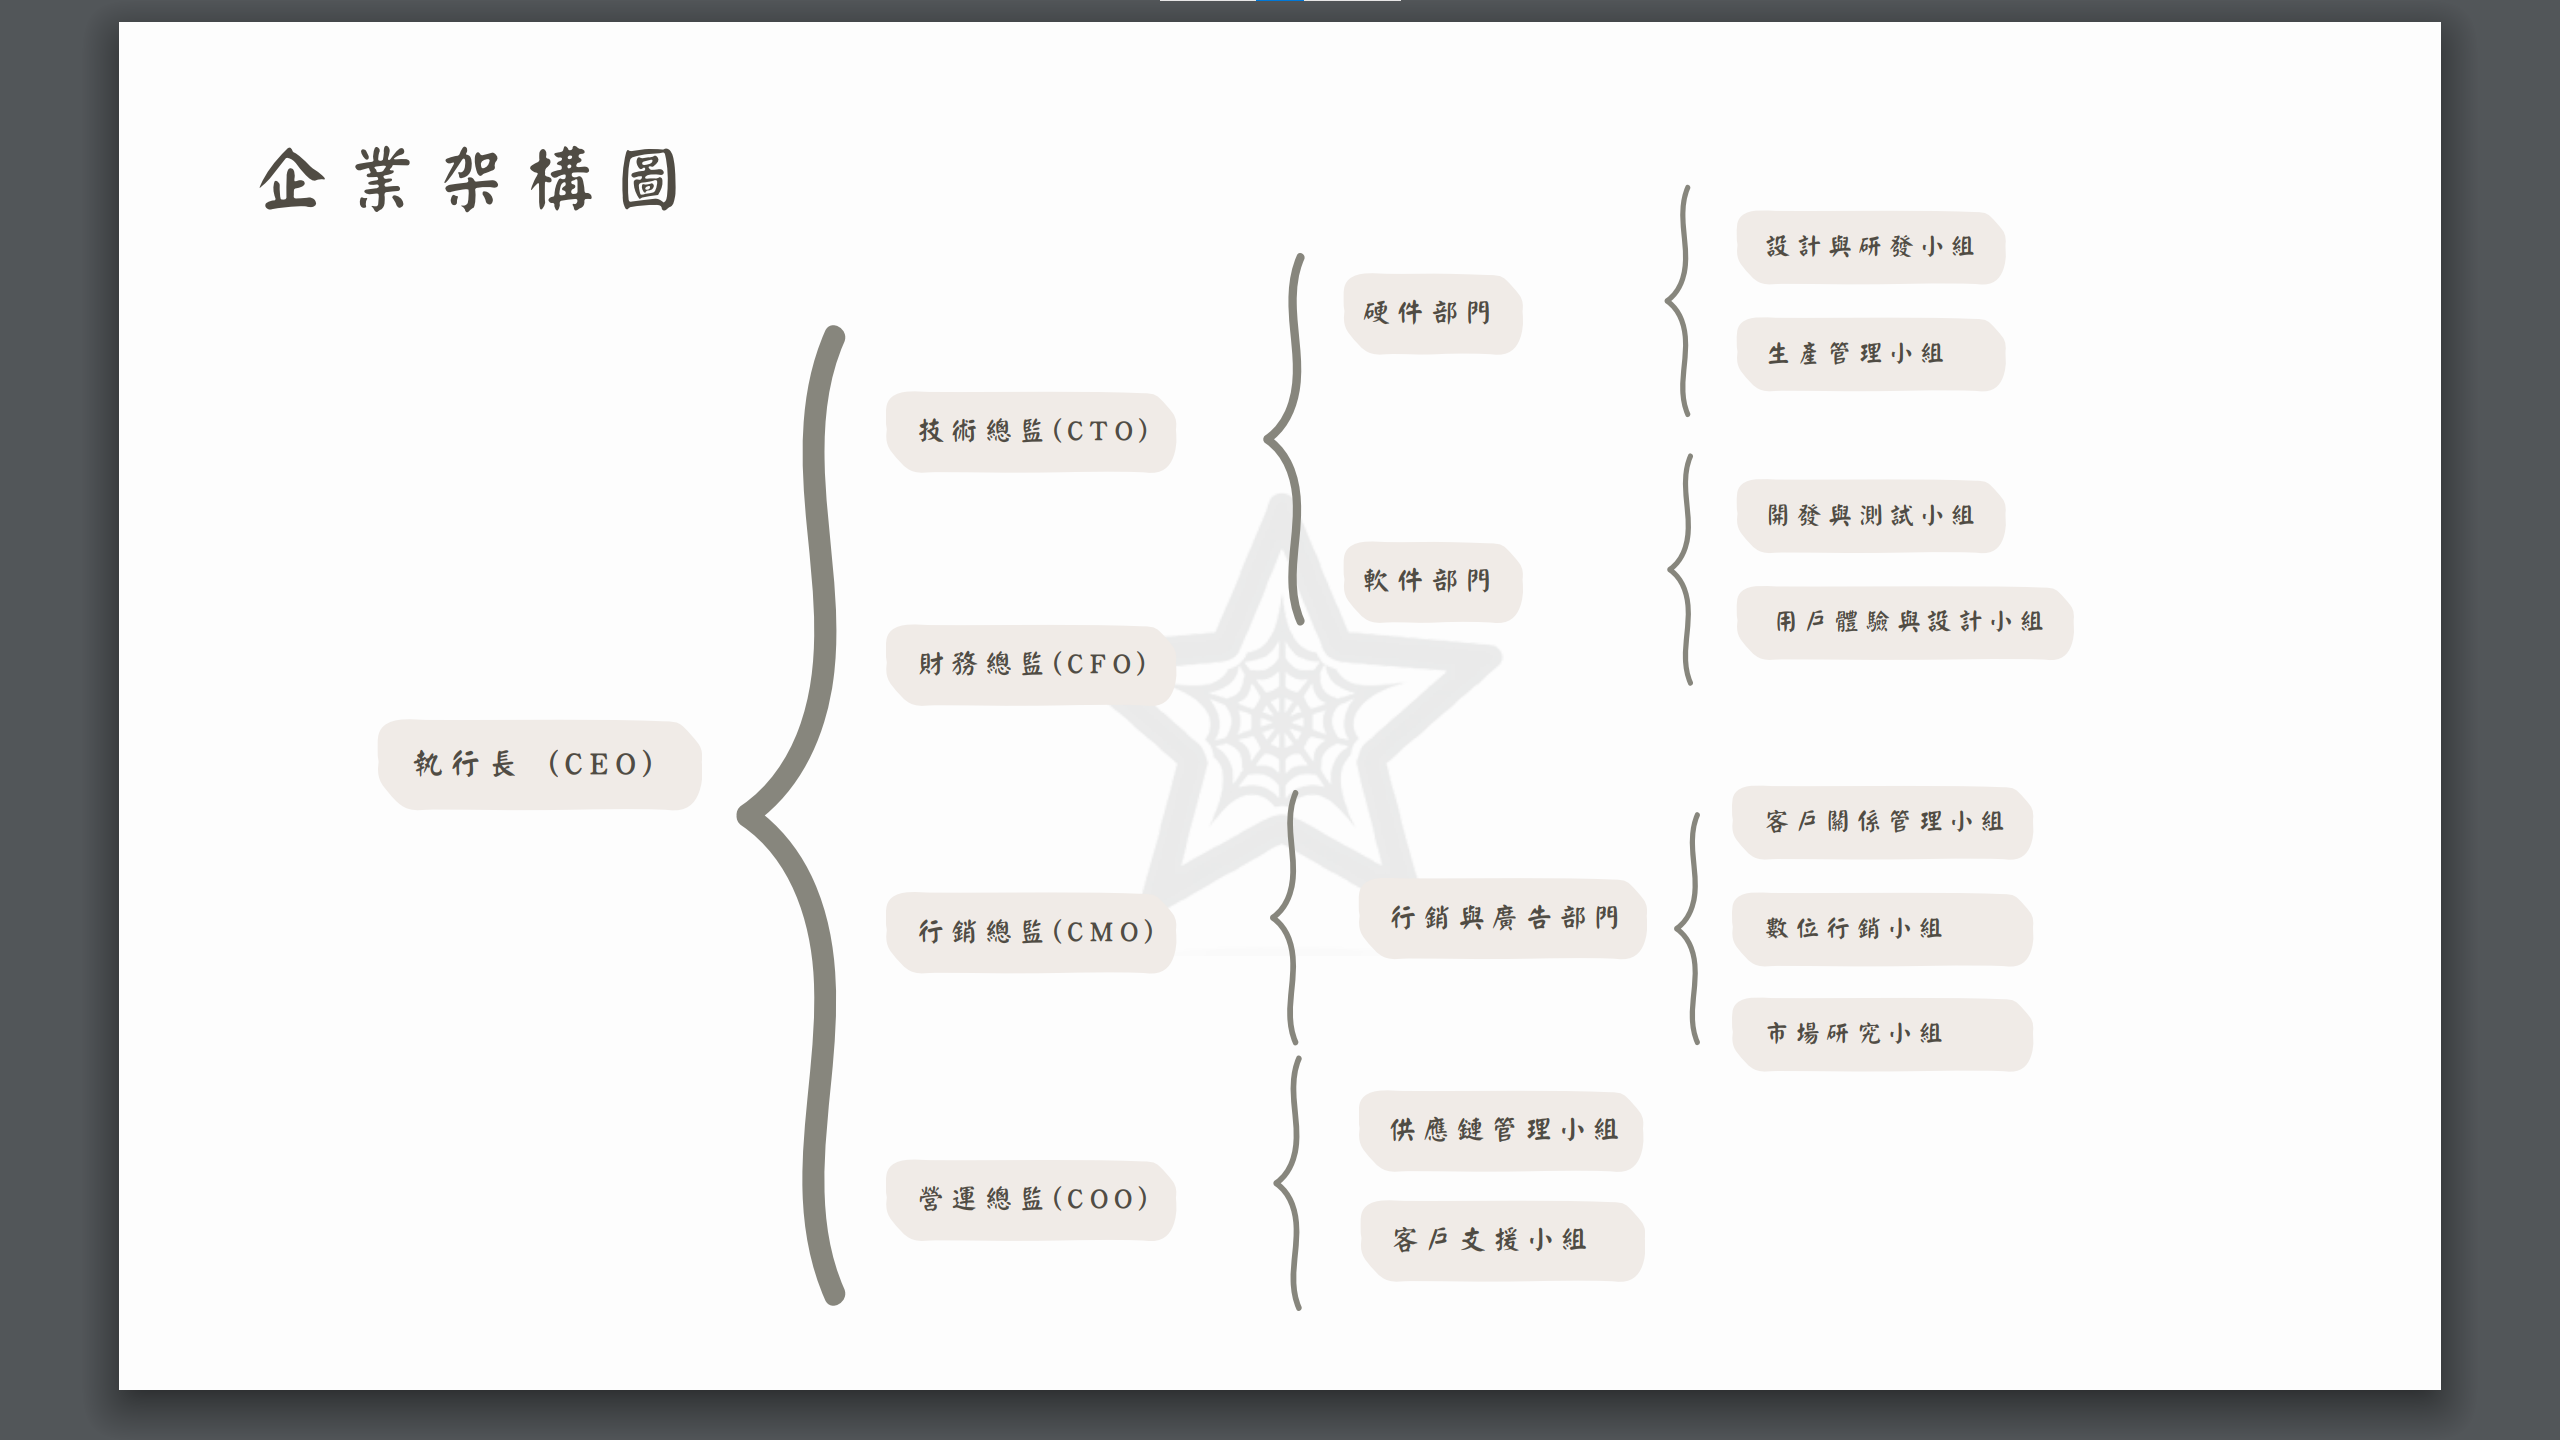 企業架構圖
執行長 (CEO)
技術總監(CTO)
硬件部門
設計與研發小組
生產管理小組
軟件部門
開發與測試小組
用戶體驗與設計小組
財務總監(CFO)
行銷總監(CMO)
行銷與廣告部門
客戶關係管理小組
數位行銷小組
市場研究小組
營運總監(COO)
供應鏈管理小組
客戶支援小組